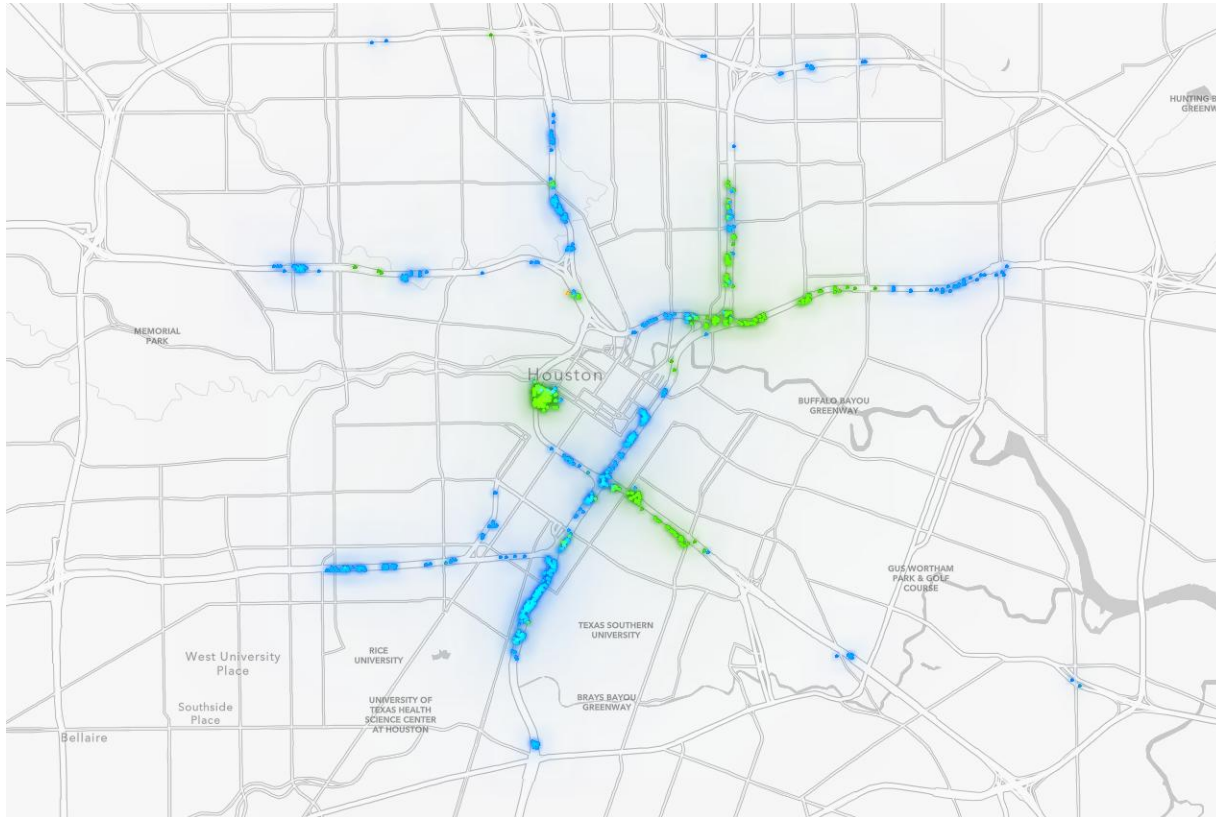 HUNTING B
GREENW
MEMORIAL
PARK
Houston
BUFFALO BAYOU
GREENWAY
GUS WORTHAM
PARK & GOLF
COURSE
TEXAS SOUTHERN
UNIVERSITY
RICE
UNIVERSITY
West University
Place
UNIVERSITY OF
TEXAS HEALTH
SCIENCE CENTER
AT HOUSTON
BRAYS BAYOU
GREENWAY
Southside
Place
Bellaire